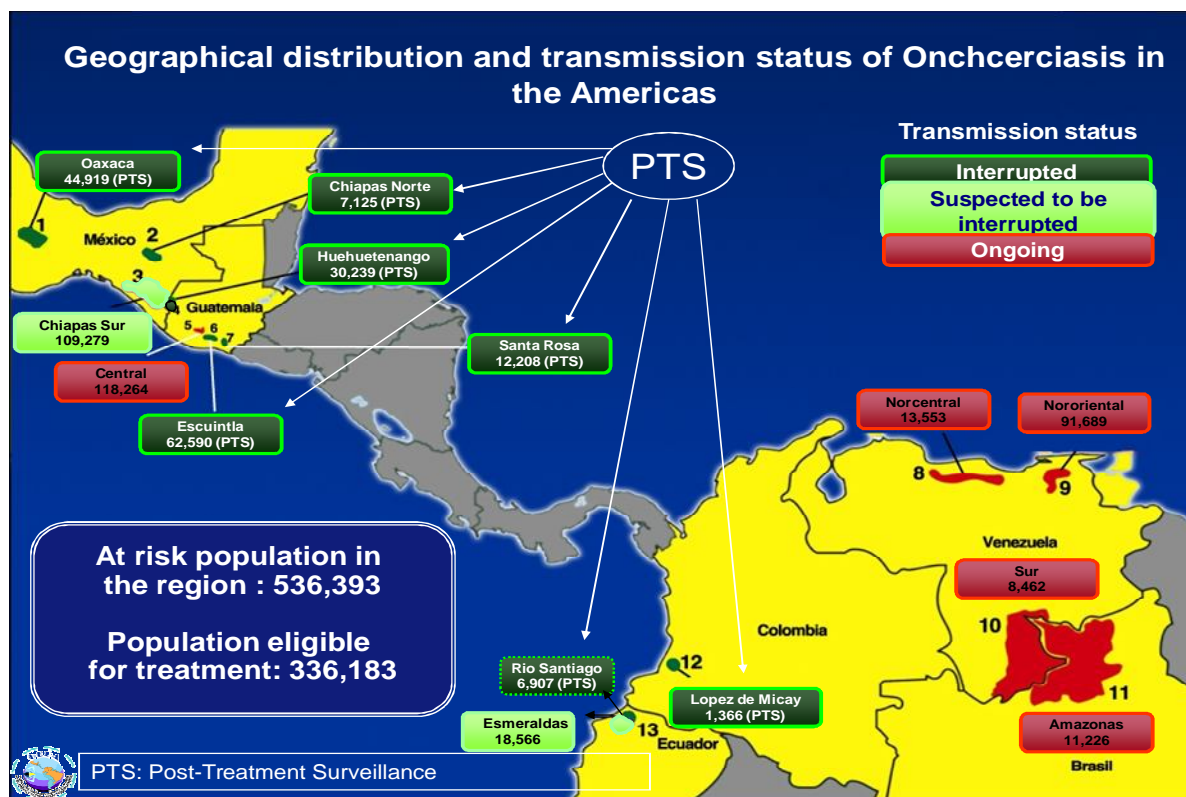 Geographical distribution and transmission status of Onchcerciasis in
the Americas
Transmission status
Interrupted
Suspected to be
interrupted
Ongoing
PTS
Oaxaca
44,919 (PTS)
Chiapas Norte
7,125 (PTS)
Huehuetenango
30,239 (PTS)
1
México
2
3
4
Guatemala
5
6
7
Chiapas Sur
109,279
Central
118,264
Santa Rosa
12,208 (PTS)
Escuintla
62,590 (PTS)
Norcentral
13,553
Nororiental
91,689
8
9
Venezuela
Sur
8,462
10
11
Colombia
At risk population in
the region : 536,393
Population eligible
for treatment: 336,183
12
Rio Santiago
6,907 (PTS)
Lopez de Micay
1,366 (PTS)
Esmeraldas
18,566
13
Ecuador
Amazonas
11,226
Brasil
PTS: Post-Treatment Surveillance